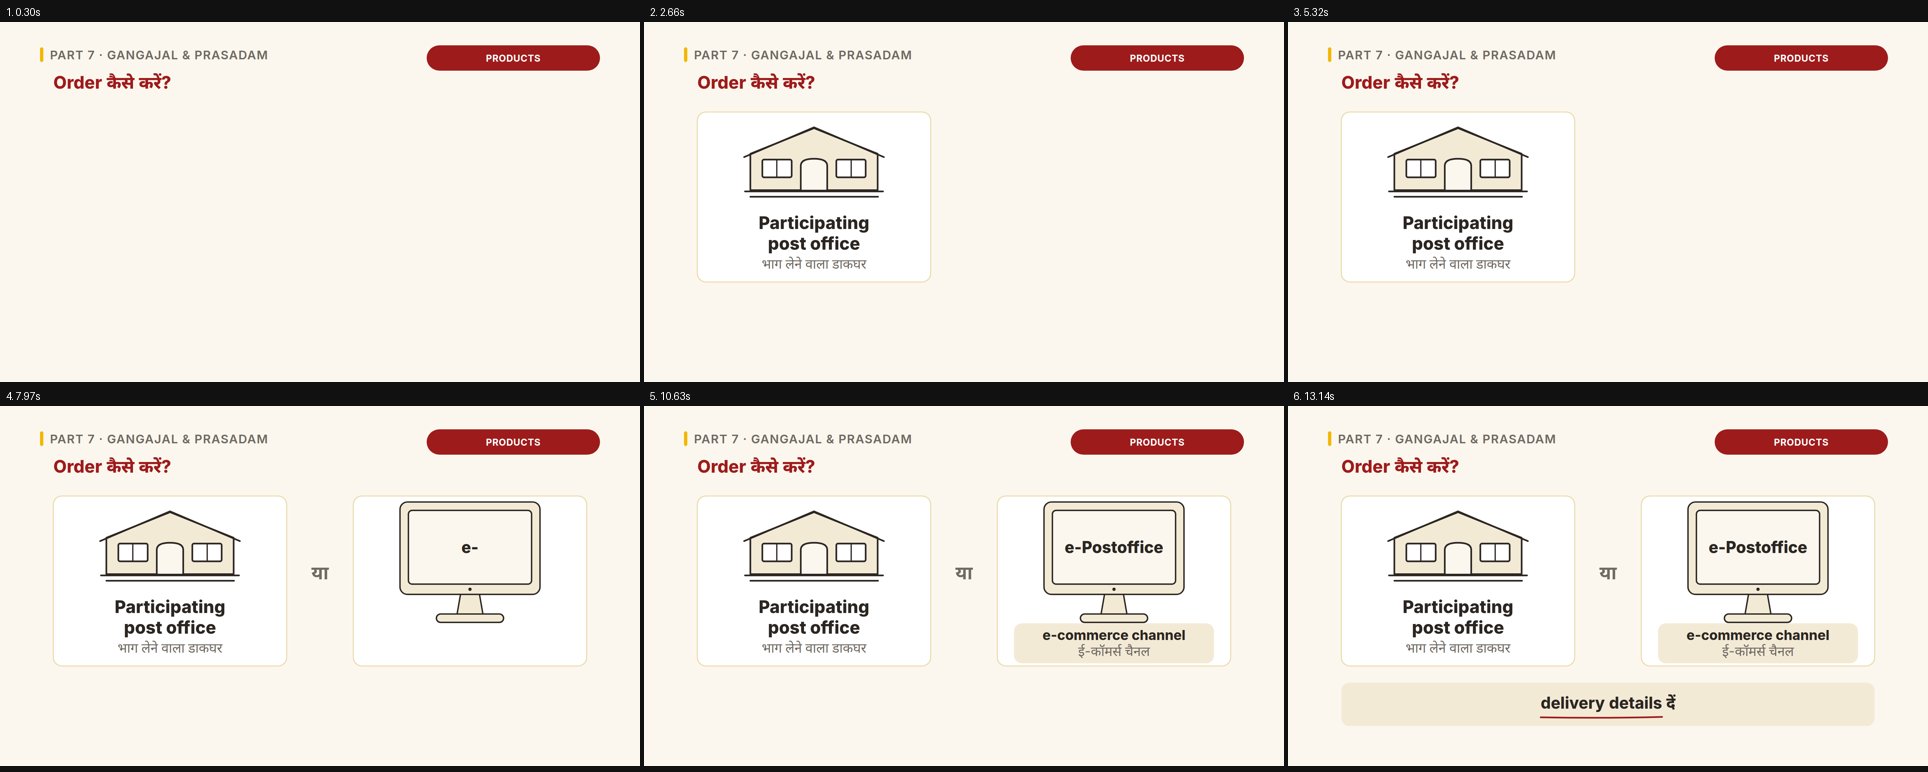 1. 0.30s
PART 7 · GANGAJAL & PRASADAM
PRODUCTS
Order कैसे करें?
2. 2.66s
PART 7 · GANGAJAL & PRASADAM
PRODUCTS
Order कैसे करें?
Participating
post office
भाग लेने वाला डाकघर
3. 5.32s
PART 7 · GANGAJAL & PRASADAM
PRODUCTS
Order कैसे करें?
Participating
post office
भाग लेने वाला डाकघर
4. 7.97s
PART 7 · GANGAJAL & PRASADAM
PRODUCTS
Order कैसे करें?
Participating
post office
भाग लेने वाला डाकघर
या
e-
5. 10.63s
PART 7 · GANGAJAL & PRASADAM
PRODUCTS
Order कैसे करें?
Participating
post office
भाग लेने वाला डाकघर
या
e-Postoffice
e-commerce channel
ई-कॉमर्स चैनल
6. 13.14s
PART 7 · GANGAJAL & PRASADAM
PRODUCTS
Order कैसे करें?
Participating
post office
भाग लेने वाला डाकघर
या
e-Postoffice
e-commerce channel
ई-कॉमर्स चैनल
delivery details दें